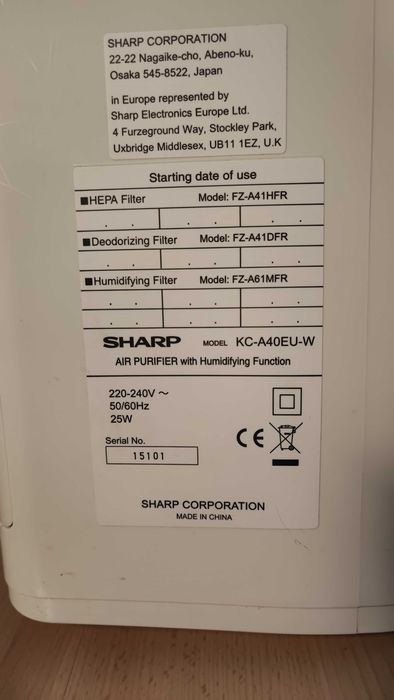 SHARP CORPORATION
22-22 Nagaike-cho, Abeno-ku,
Osaka 545-8522, Japan
in Europe represented by
Sharp Electronics Europe Ltd.
4 Furzeground Way, Stockley Park,
Uxbridge Middlesex, UB11 1EZ, U.K
Starting date of use
■HEPA Filter Model: FZ-A41HFR
■Deodorizing Filter Model: FZ-A41DFR
■Humidifying Filter Model: FZ-A61MFR
SHARP MODEL KC-A40EU-W
AIR PURIFIER with Humidifying Function
220-240V ~
50/60Hz
25W
CE
Serial No.
15101
SHARP CORPORATION
MADE IN CHINA